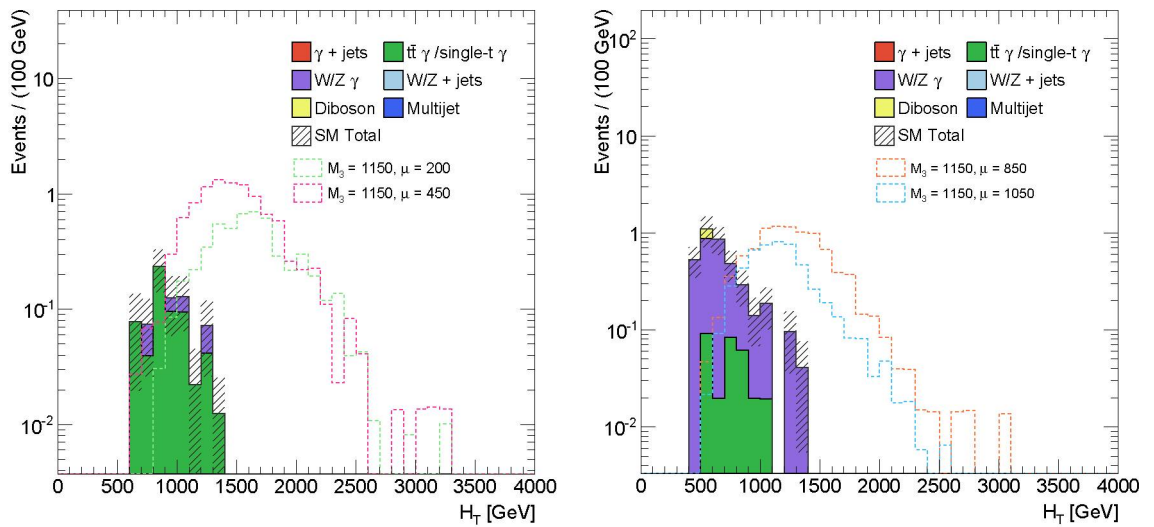 Events / (100 GeV)
10
1
10⁻¹
10⁻²
γ + jets
tt̄ γ /single-t γ
W/Z γ
W/Z + jets
Diboson
Multijet
SM Total
M₃ = 1150, μ = 200
M₃ = 1150, μ = 450
0 500 1000 1500 2000 2500 3000 3500 4000
H_T [GeV]
Events / (100 GeV)
10²
10
1
10⁻¹
10⁻²
γ + jets
tt̄ γ /single-t γ
W/Z γ
W/Z + jets
Diboson
Multijet
SM Total
M₃ = 1150, μ = 850
M₃ = 1150, μ = 1050
0 500 1000 1500 2000 2500 3000 3500 4000
H_T [GeV]